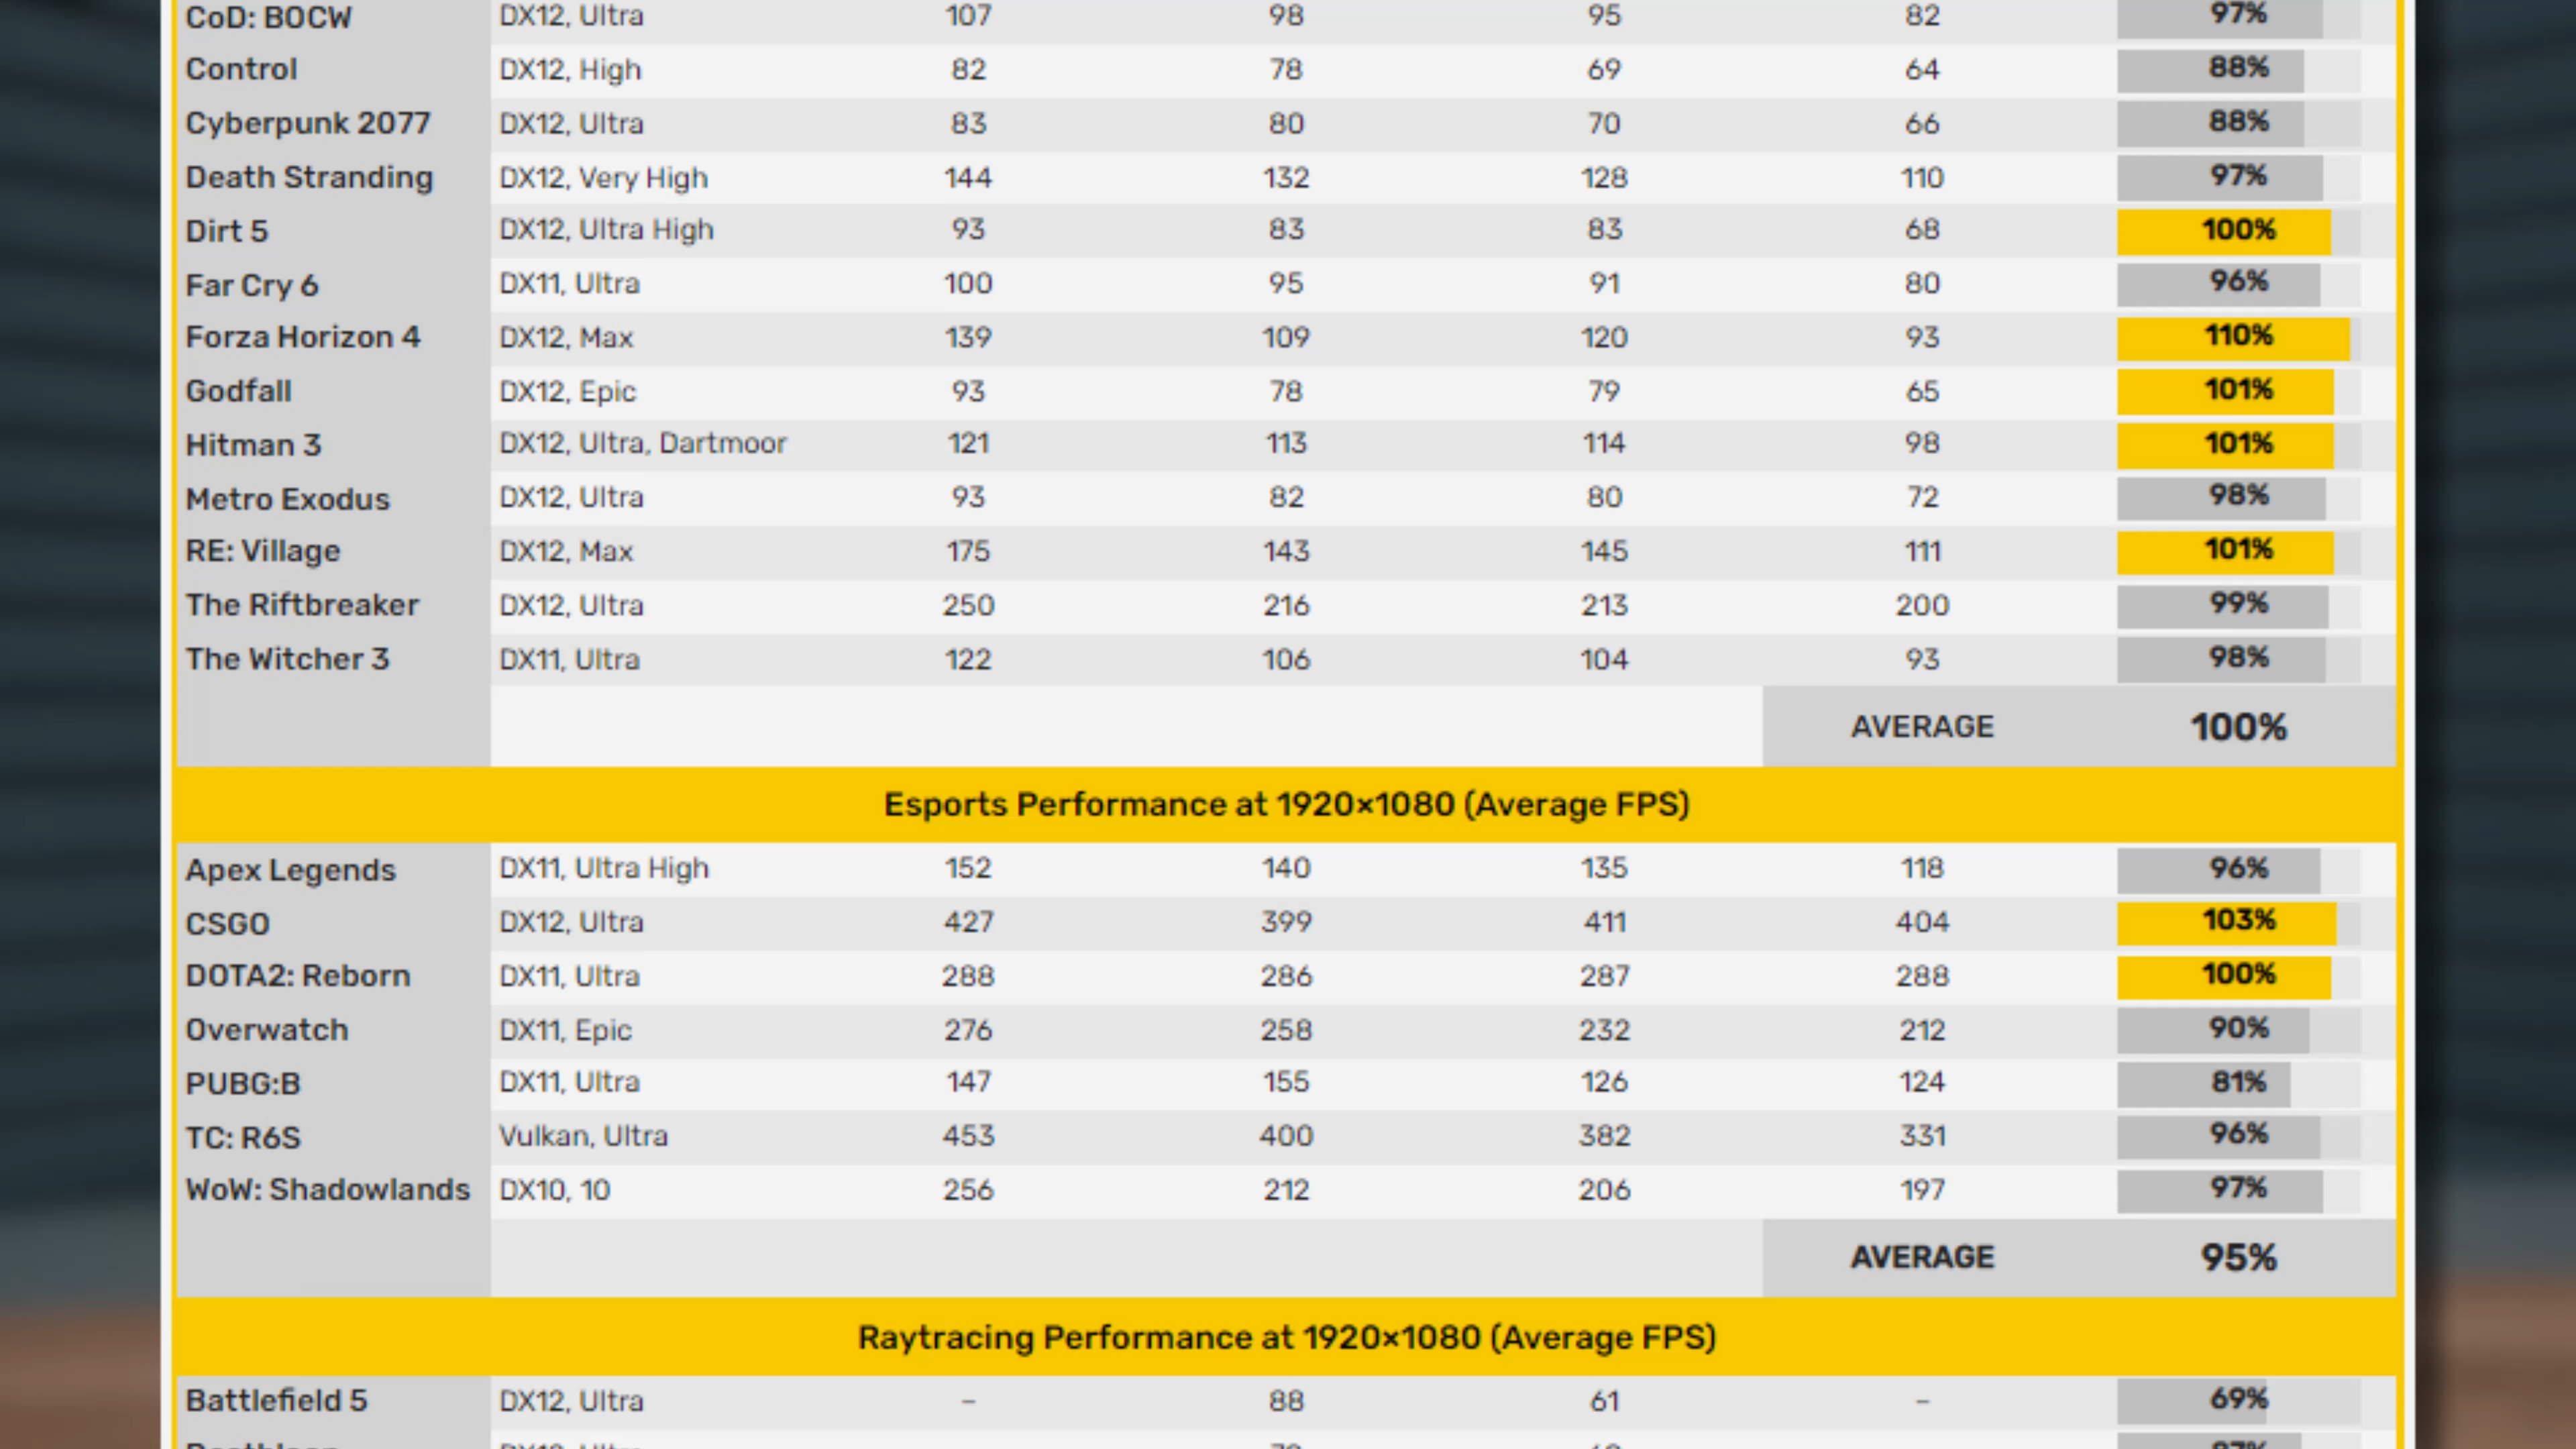 CoD: BOCW DX12, Ultra 107 98 95 82 97%
Control DX12, High 82 78 69 64 88%
Cyberpunk 2077 DX12, Ultra 83 80 70 66 88%
Death Stranding DX12, Very High 144 132 128 110 97%
Dirt 5 DX12, Ultra High 93 83 83 68 100%
Far Cry 6 DX11, Ultra 100 95 91 80 96%
Forza Horizon 4 DX12, Max 139 109 120 93 110%
Godfall DX12, Epic 93 78 79 65 101%
Hitman 3 DX12, Ultra, Dartmoor 121 113 114 98 101%
Metro Exodus DX12, Ultra 93 82 80 72 98%
RE: Village DX12, Max 175 143 145 111 101%
The Riftbreaker DX12, Ultra 250 216 213 200 99%
The Witcher 3 DX11, Ultra 122 106 104 93 98%
AVERAGE 100%
Esports Performance at 1920×1080 (Average FPS)
Apex Legends DX11, Ultra High 152 140 135 118 96%
CSGO DX12, Ultra 427 399 411 404 103%
DOTA2: Reborn DX11, Ultra 288 286 287 288 100%
Overwatch DX11, Epic 276 258 232 212 90%
PUBG:B DX11, Ultra 147 155 126 124 81%
TC: R6S Vulkan, Ultra 453 400 382 331 96%
WoW: Shadowlands DX10, 10 256 212 206 197 97%
AVERAGE 95%
Raytracing Performance at 1920×1080 (Average FPS)
Battlefield 5 DX12, Ultra – 88 61 – 69%